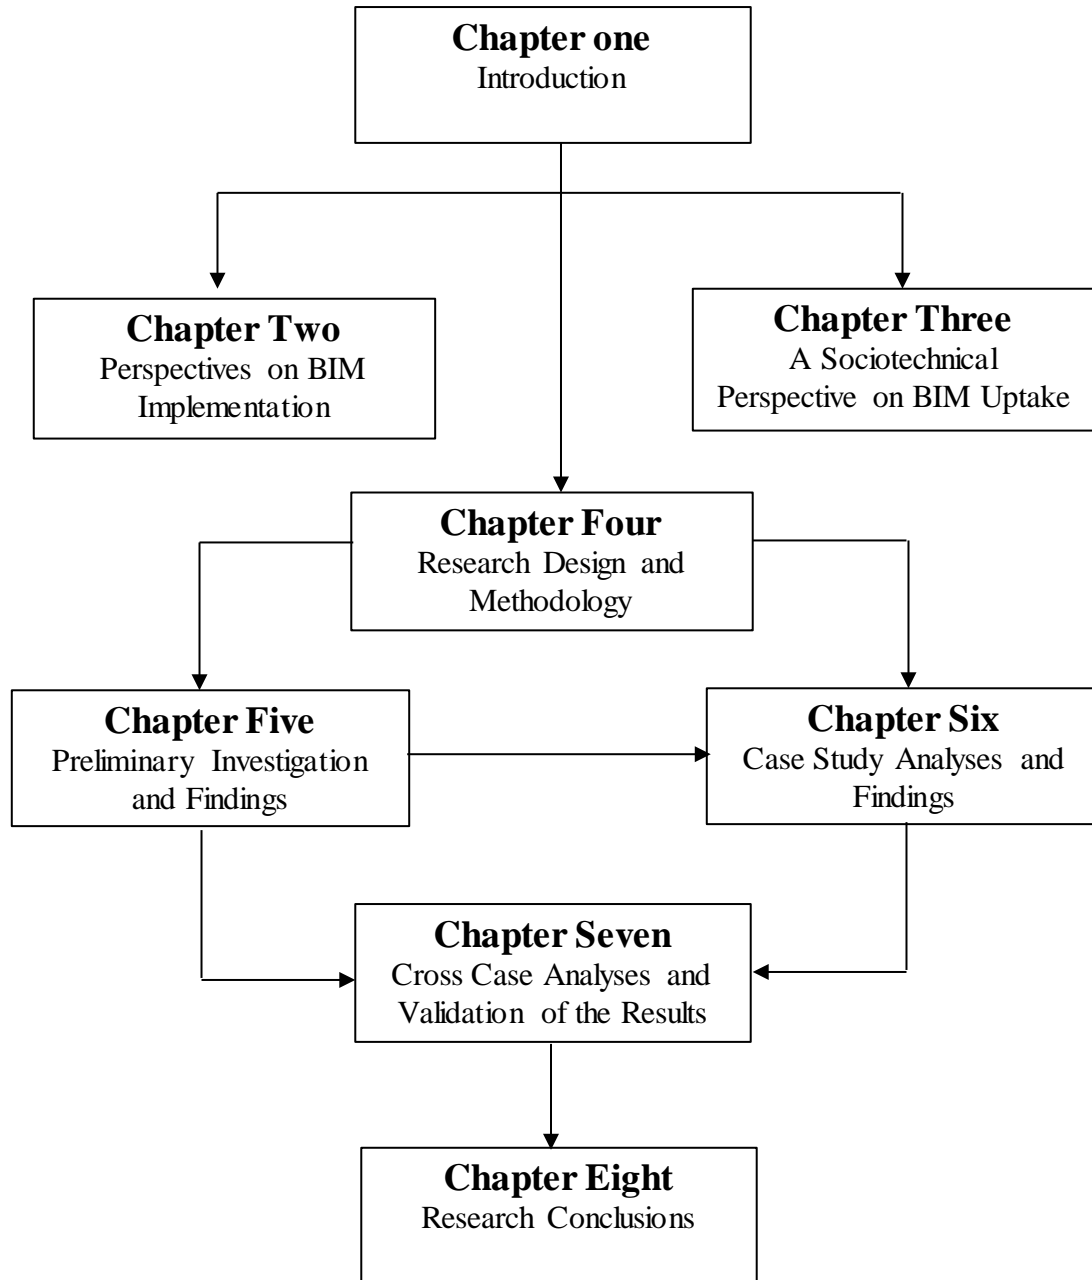 Chapter one
Introduction
Chapter Two
Perspectives on BIM
Implementation
Chapter Three
A Sociotechnical
Perspective on BIM Uptake
Chapter Four
Research Design and
Methodology
Chapter Five
Preliminary Investigation
and Findings
Chapter Six
Case Study Analyses and
Findings
Chapter Seven
Cross Case Analyses and
Validation of the Results
Chapter Eight
Research Conclusions